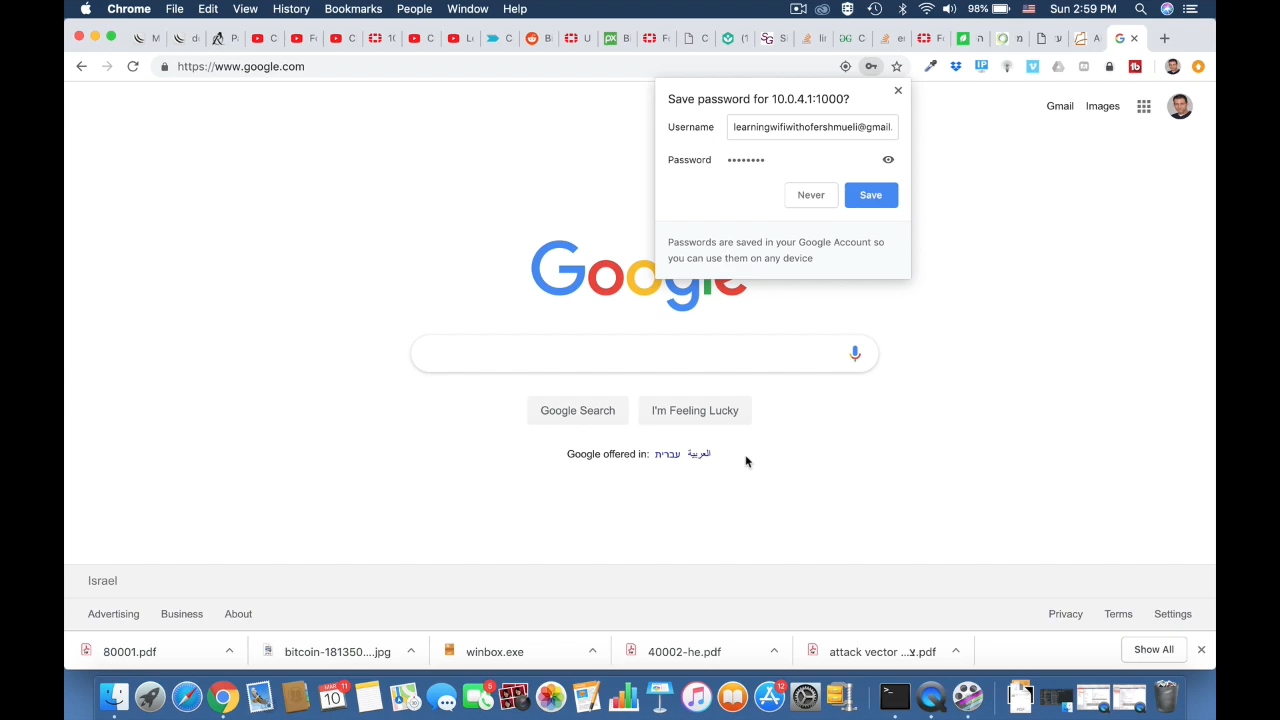 Chrome File Edit View History Bookmarks People Window Help 98% Sun 2:59 PM
https://www.google.com
Gmail Images
Save password for 10.0.4.1:1000?
Username learningwifiwithofershmueli@gmail.
Password ••••••••
Never Save
Passwords are saved in your Google Account so
you can use them on any device
Google
Google Search I'm Feeling Lucky
Google offered in: עברית العربية
Israel
Advertising Business About Privacy Terms Settings
80001.pdf bitcoin-181350....jpg winbox.exe 40002-he.pdf attack vector ...צ.pdf Show All